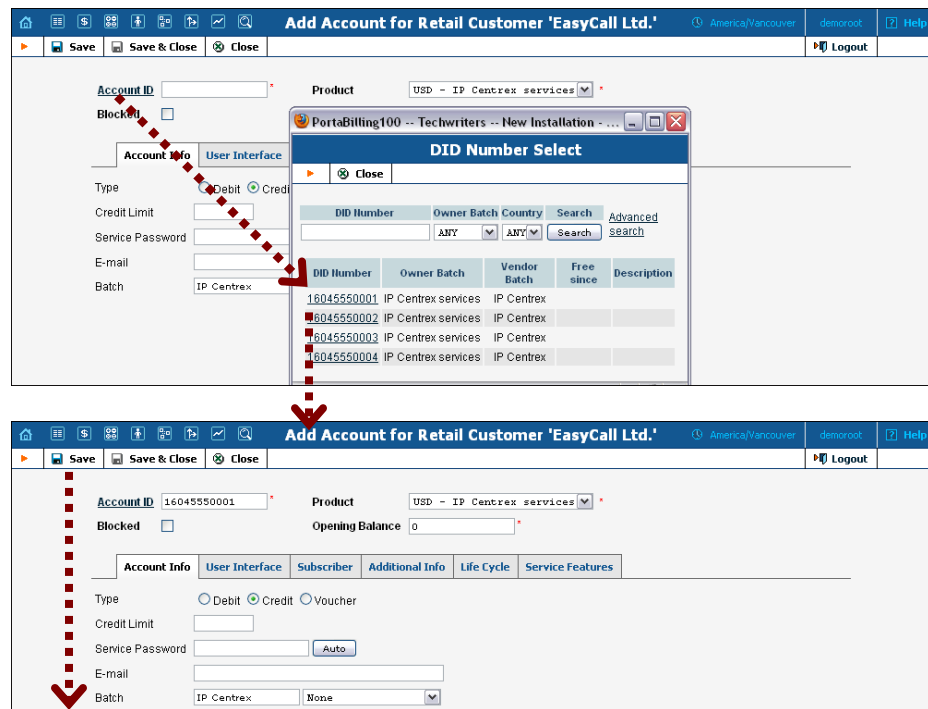 Add Account for Retail Customer 'EasyCall Ltd.' America/Vancouver demoroot ? Help
Save Save & Close Close Logout
Account ID * Product USD - IP Centrex services *
Blocked
PortaBilling100 -- Techwriters -- New Installation - ...
DID Number Select
Close
Account Info User Interface
Type Debit Credi
Credit Limit
Service Password
E-mail
Batch IP Centrex
DID Number Owner Batch Country Search Advanced search
ANY ANY Search
DID Number Owner Batch Vendor Batch Free since Description
16045550001 IP Centrex services IP Centrex
16045550002 IP Centrex services IP Centrex
16045550003 IP Centrex services IP Centrex
16045550004 IP Centrex services IP Centrex
Add Account for Retail Customer 'EasyCall Ltd.' America/Vancouver demoroot ? Help
Save Save & Close Close Logout
Account ID 16045550001 * Product USD - IP Centrex services *
Blocked Opening Balance 0 *
Account Info User Interface Subscriber Additional Info Life Cycle Service Features
Type Debit Credit Voucher
Credit Limit
Service Password Auto
E-mail
Batch IP Centrex None